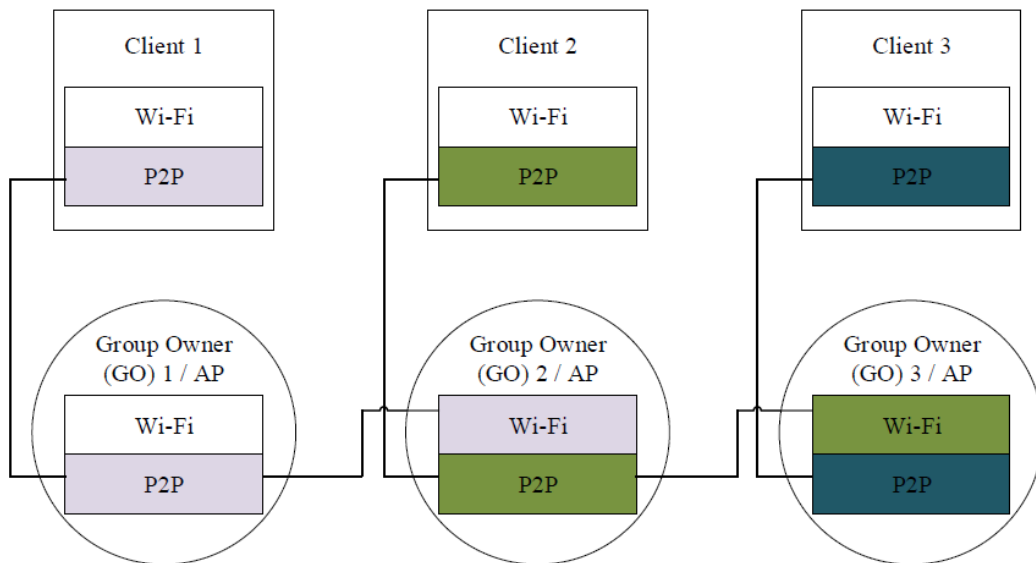 Client 1
Wi-Fi
P2P
Client 2
Wi-Fi
P2P
Client 3
Wi-Fi
P2P
Group Owner
(GO) 1 / AP
Wi-Fi
P2P
Group Owner
(GO) 2 / AP
Wi-Fi
P2P
Group Owner
(GO) 3 / AP
Wi-Fi
P2P